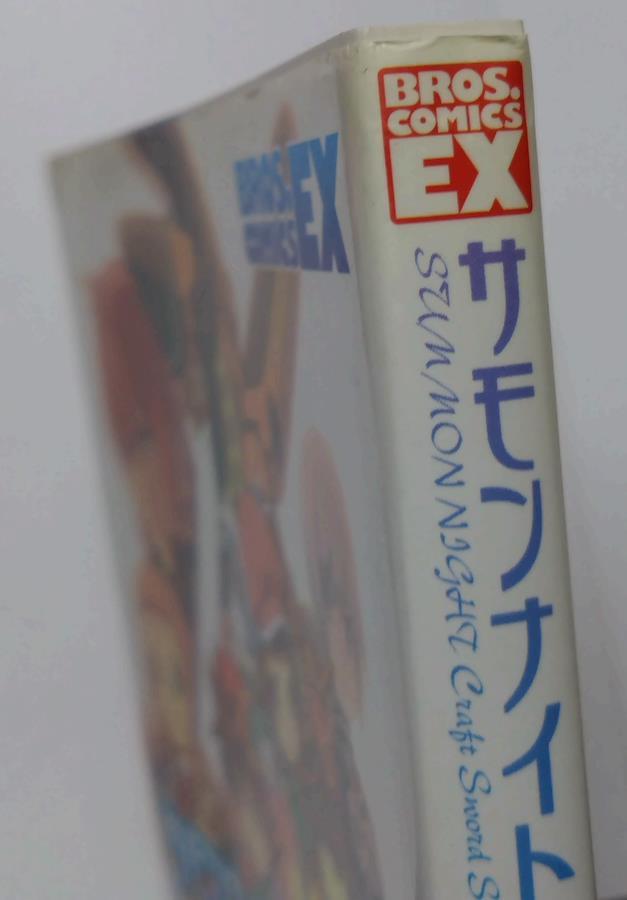 BROS.
COMICS
EX
BROS.
COMICS
EX
サモンナイト
SUMMON NIGHT Craft Sword S